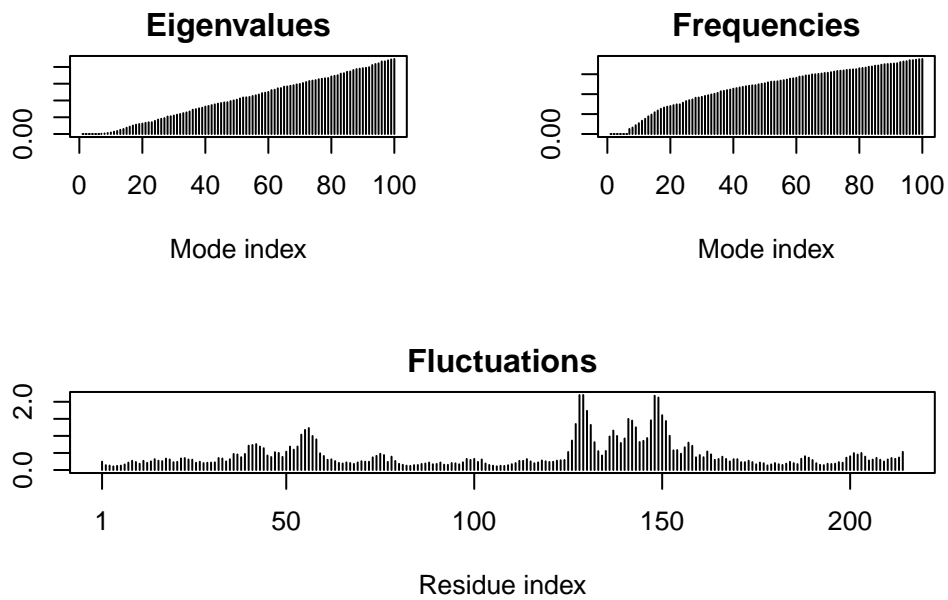 Eigenvalues
0.00
0 20 40 60 80 100
Mode index
Frequencies
0.00
0 20 40 60 80 100
Mode index
Fluctuations
0.0 2.0
1 50 100 150 200
Residue index